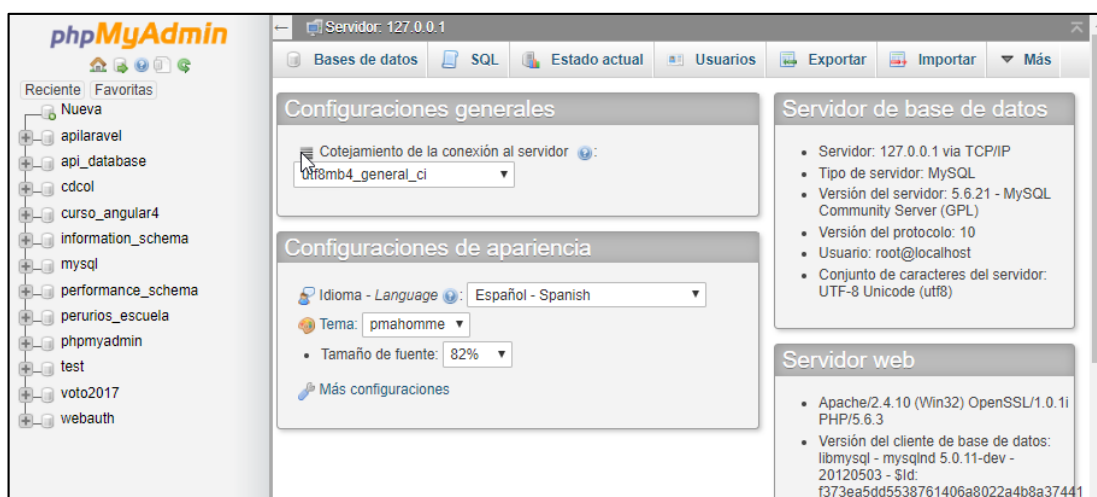 phpMyAdmin
Reciente Favoritas
Nueva
apilaravel
api_database
cdcol
curso_angular4
information_schema
mysql
performance_schema
perurios_escuela
phpmyadmin
test
voto2017
webauth
Servidor: 127.0.0.1
Bases de datos SQL Estado actual Usuarios Exportar Importar Más
Configuraciones generales
Cotejamiento de la conexión al servidor :
utf8mb4_general_ci
Configuraciones de apariencia
Idioma - Language : Español - Spanish
Tema: pmahomme
Tamaño de fuente: 82%
Más configuraciones
Servidor de base de datos
Servidor: 127.0.0.1 via TCP/IP
Tipo de servidor: MySQL
Versión del servidor: 5.6.21 - MySQL
Community Server (GPL)
Versión del protocolo: 10
Usuario: root@localhost
Conjunto de caracteres del servidor:
UTF-8 Unicode (utf8)
Servidor web
Apache/2.4.10 (Win32) OpenSSL/1.0.1i
PHP/5.6.3
Versión del cliente de base de datos:
libmysql - mysqlnd 5.0.11-dev -
20120503 - $Id:
f373ea5dd5538761406a8022a4b8a37441